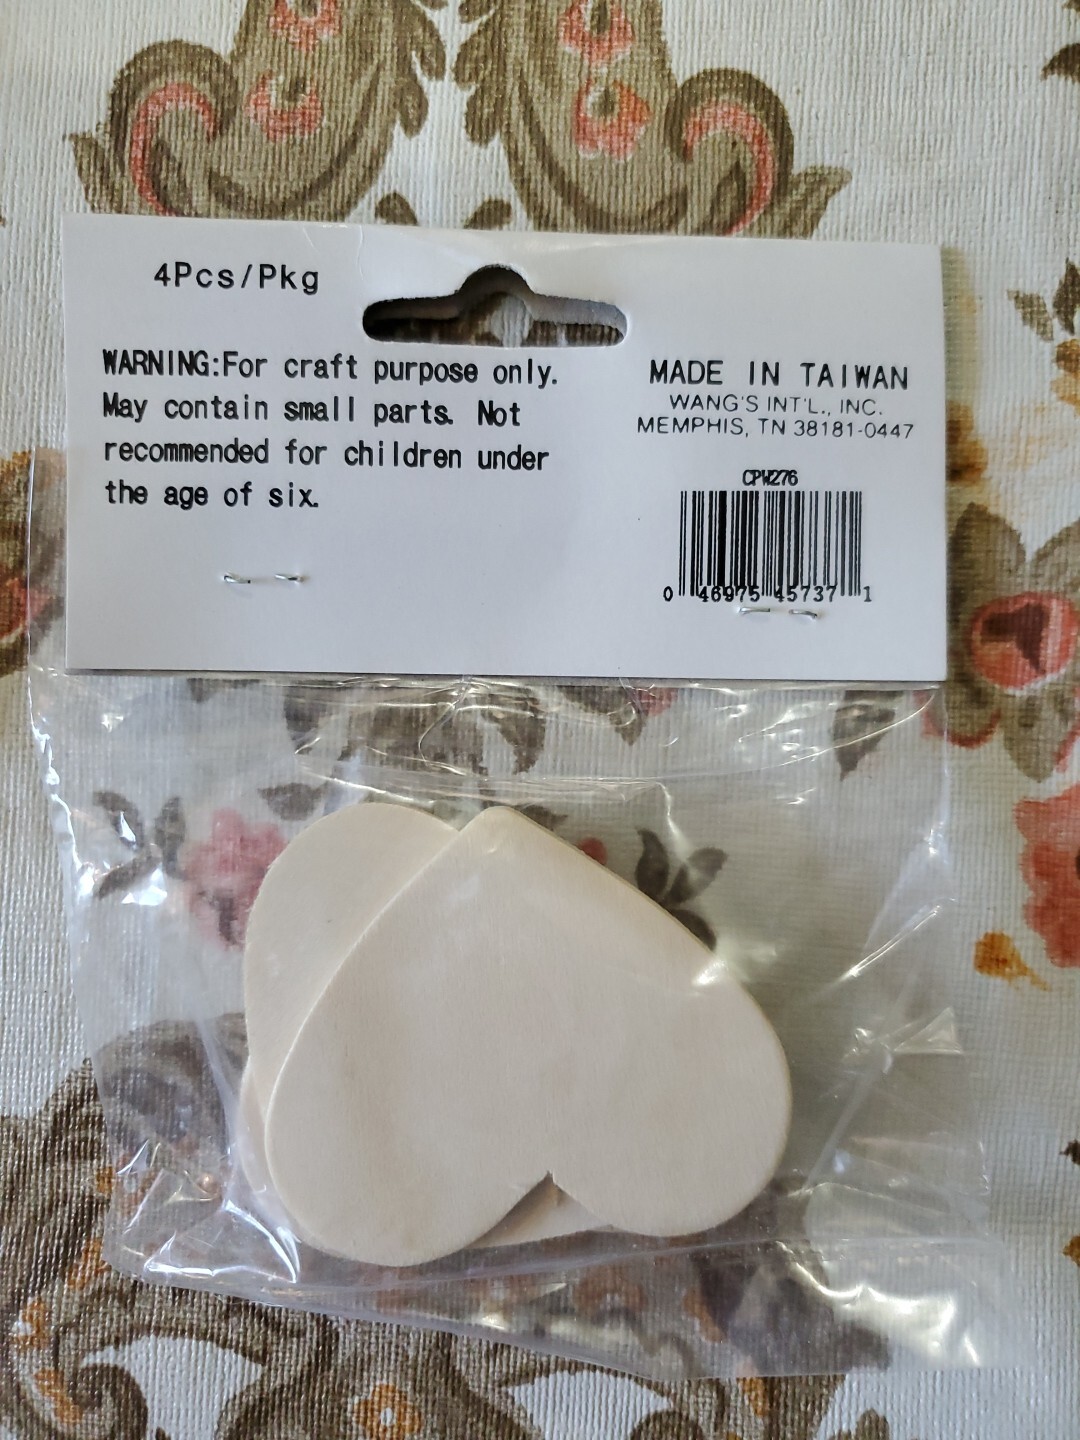 4Pcs/Pkg
WARNING:For craft purpose only.
May contain small parts. Not
recommended for children under
the age of six.
MADE IN TAIWAN
WANG'S INT'L., INC.
MEMPHIS, TN 38181-0447
CPW276
0 46975 45737 1